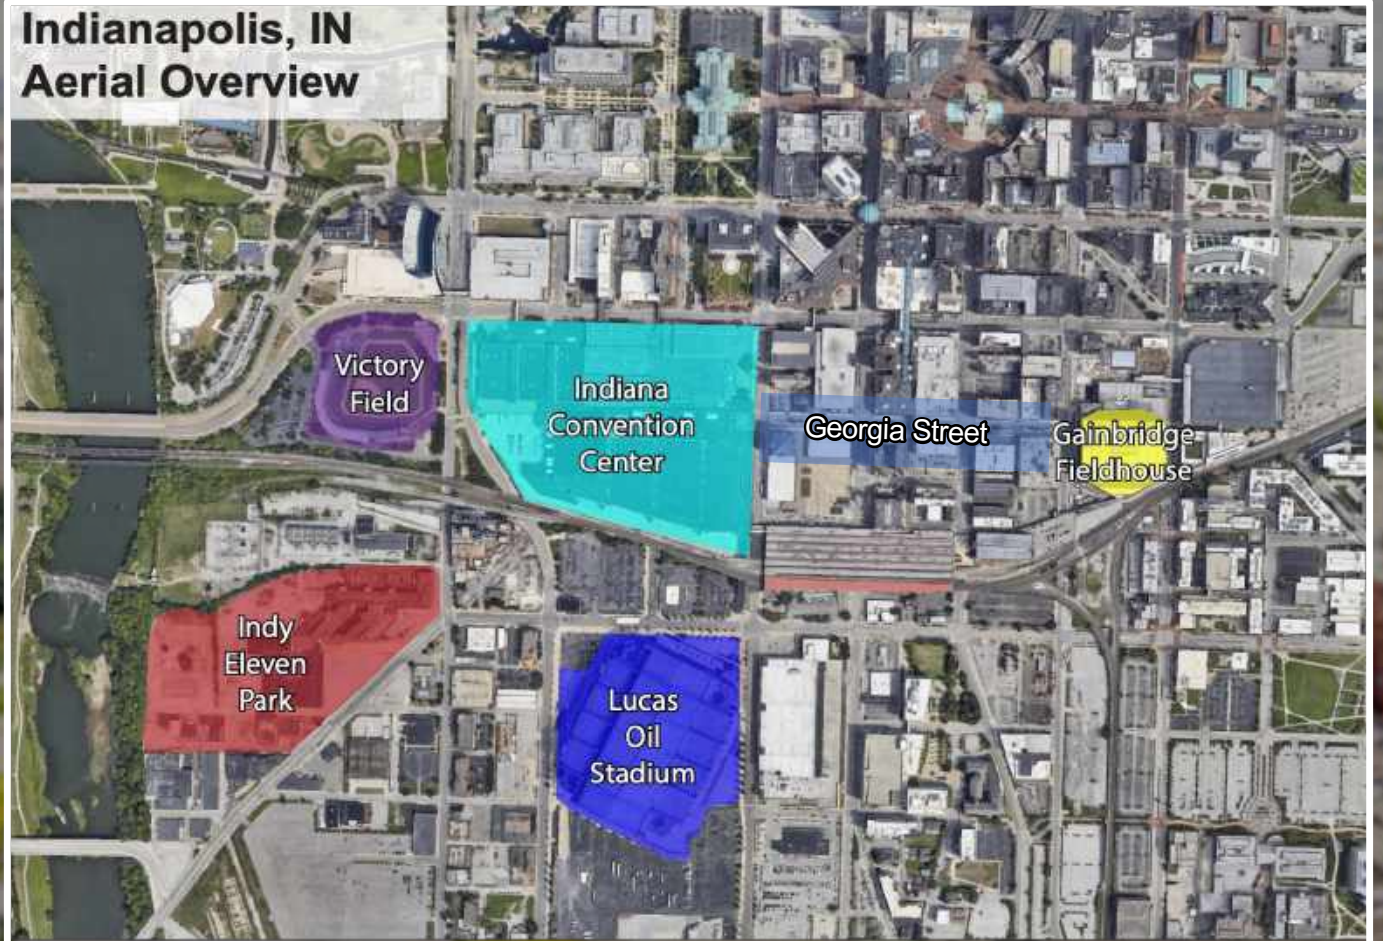 Indianapolis, IN
Aerial Overview
Victory
Field
Indiana
Convention
Center
Georgia Street
Gainbridge
Fieldhouse
Indy
Eleven
Park
Lucas
Oil
Stadium